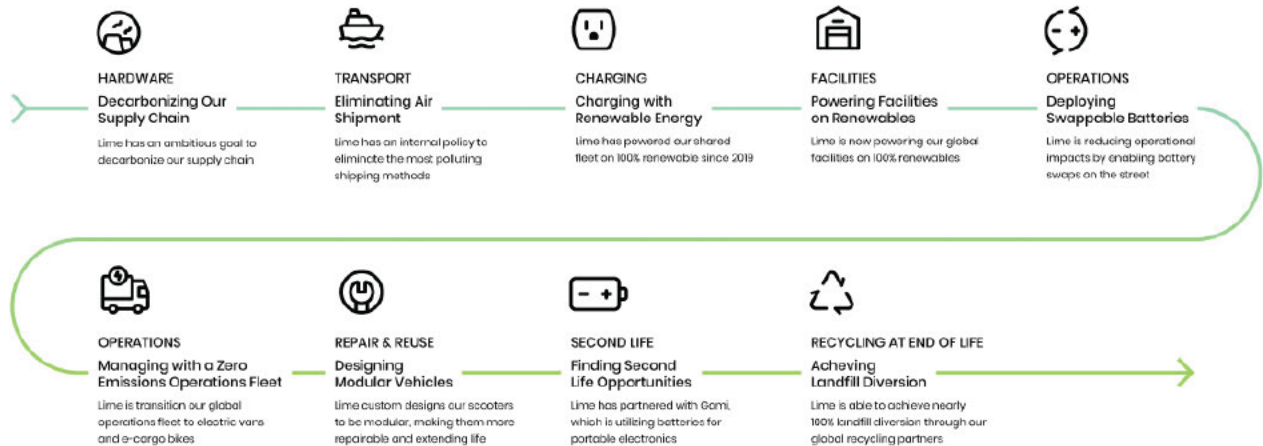 HARDWARE
Decarbonizing Our
Supply Chain
Lime has an ambitious goal to
decarbonize our supply chain
TRANSPORT
Eliminating Air
Shipment
Lime has an internal policy to
eliminate the most polluting
shipping methods
CHARGING
Charging with
Renewable Energy
Lime has powered our shared
fleet on 100% renewable since 2019
FACILITIES
Powering Facilities
on Renewables
Lime is now powering our global
facilities on 100% renewables
OPERATIONS
Deploying
Swappable Batteries
Lime is reducing operational
impacts by enabling battery
swaps on the street
OPERATIONS
Managing with a Zero
Emissions Operations Fleet
Lime is transition our global
operations fleet to electric vans
and e-cargo bikes
REPAIR & REUSE
Designing
Modular Vehicles
Lime custom designs our scooters
to be modular, making them more
repairable and extending life
SECOND LIFE
Finding Second
Life Opportunities
Lime has partnered with Gomi,
which is utilizing batteries for
portable electronics
RECYCLING AT END OF LIFE
Acheving
Landfill Diversion
Lime is able to achieve nearly
100% landfill diversion through our
global recycling partners